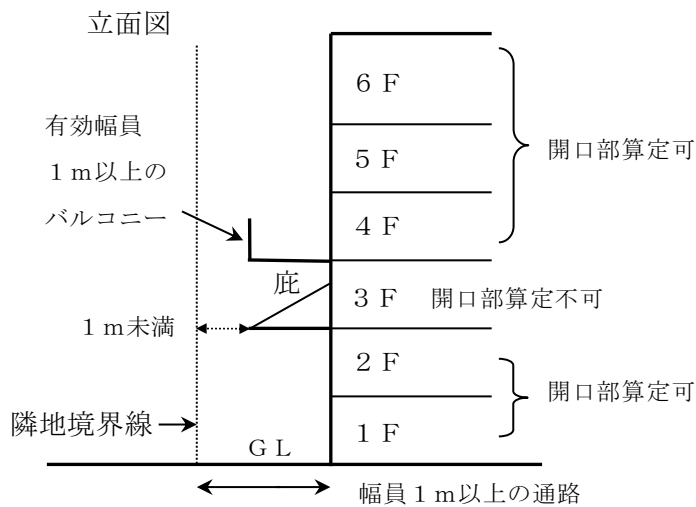 立面図
６Ｆ
有効幅員
１ｍ以上の
バルコニー
５Ｆ
開口部算定可
４Ｆ
庇
３Ｆ 開口部算定不可
１ｍ未満
２Ｆ
開口部算定可
隣地境界線
１Ｆ
ＧＬ
幅員１ｍ以上の通路